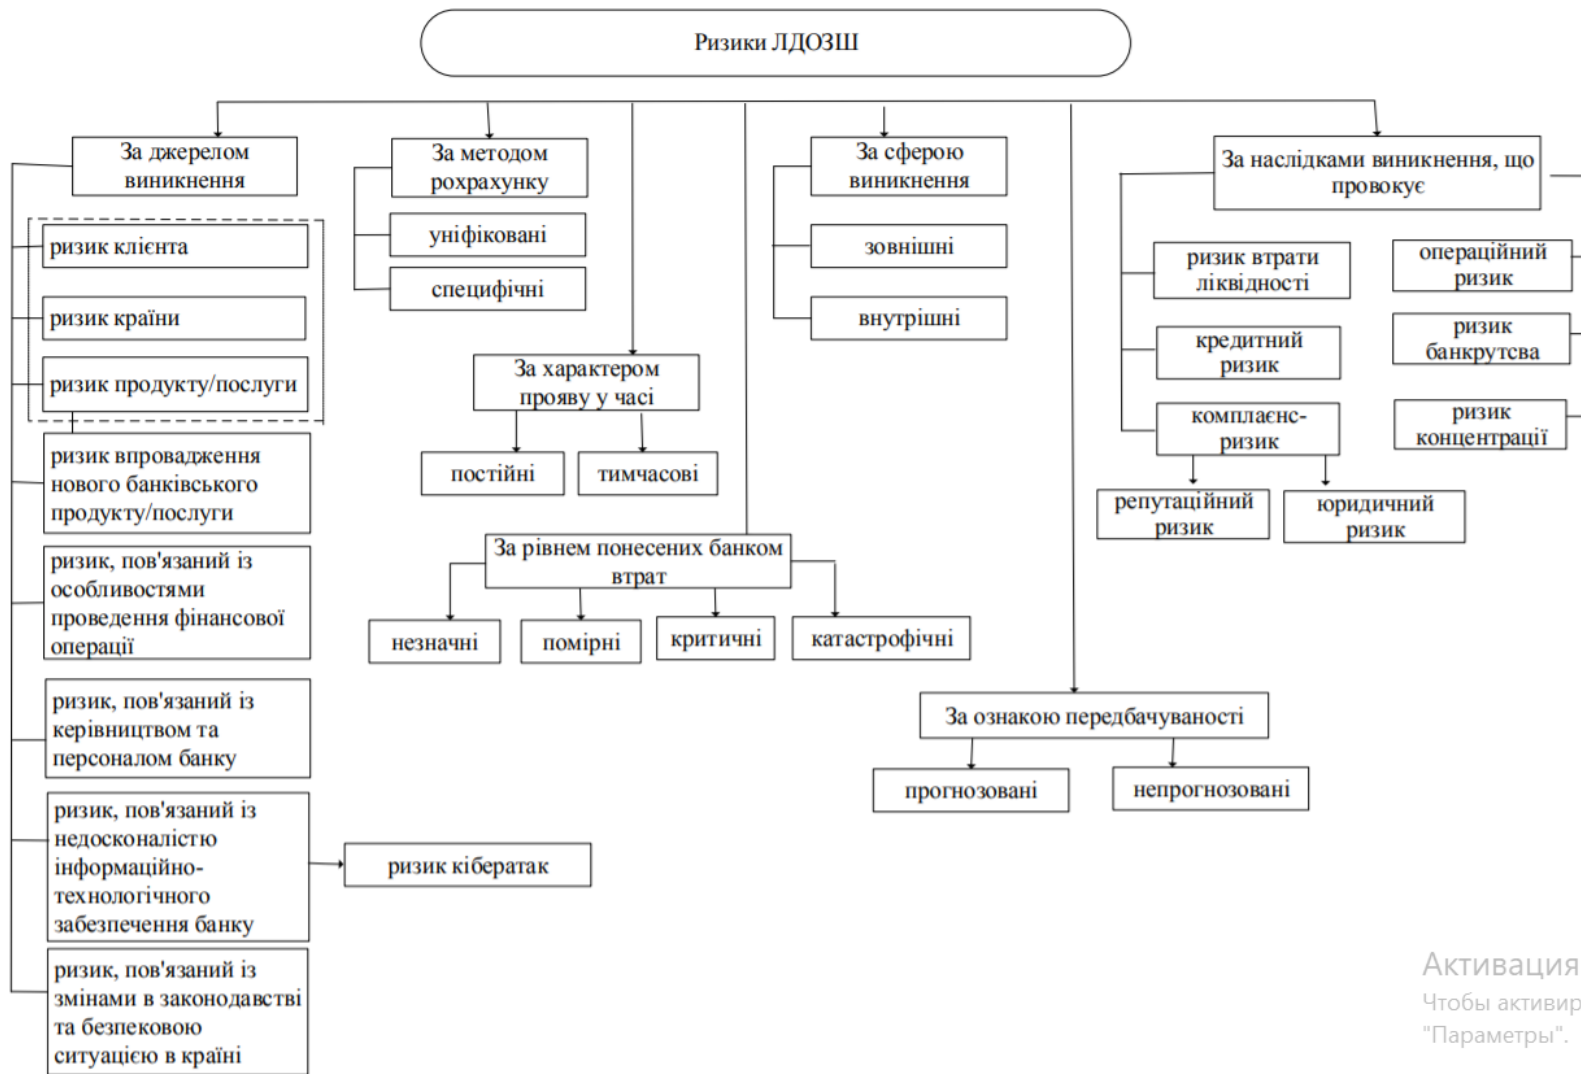 Ризики ЛДОЗШ
За джерелом
виникнення
ризик клієнта
ризик країни
ризик продукту/послуги
ризик впровадження
нового банківського
продукту/послуги
ризик, пов'язаний із
особливостями
проведення фінансової
операції
ризик, пов'язаний із
керівництвом та
персоналом банку
ризик, пов'язаний із
недосконалістю
інформаційно-
технологічного
забезпечення банку
ризик кібератак
ризик, пов'язаний із
змінами в законодавстві
та безпековою
ситуацією в країні
За методом
рохрахунку
уніфіковані
специфічні
За характером
прояву у часі
постійні
тимчасові
За рівнем понесених банком
втрат
незначні
помірні
критичні
катастрофічні
За сферою
виникнення
зовнішні
внутрішні
За ознакою передбачуваності
прогнозовані
непрогнозовані
За наслідками виникнення, що
провокує
ризик втрати
ліквідності
кредитний
ризик
комплаєнс-
ризик
репутаційний
ризик
юридичний
ризик
операційний
ризик
ризик
банкрутсва
ризик
концентрації
Активация
Чтобы активир
"Параметры".